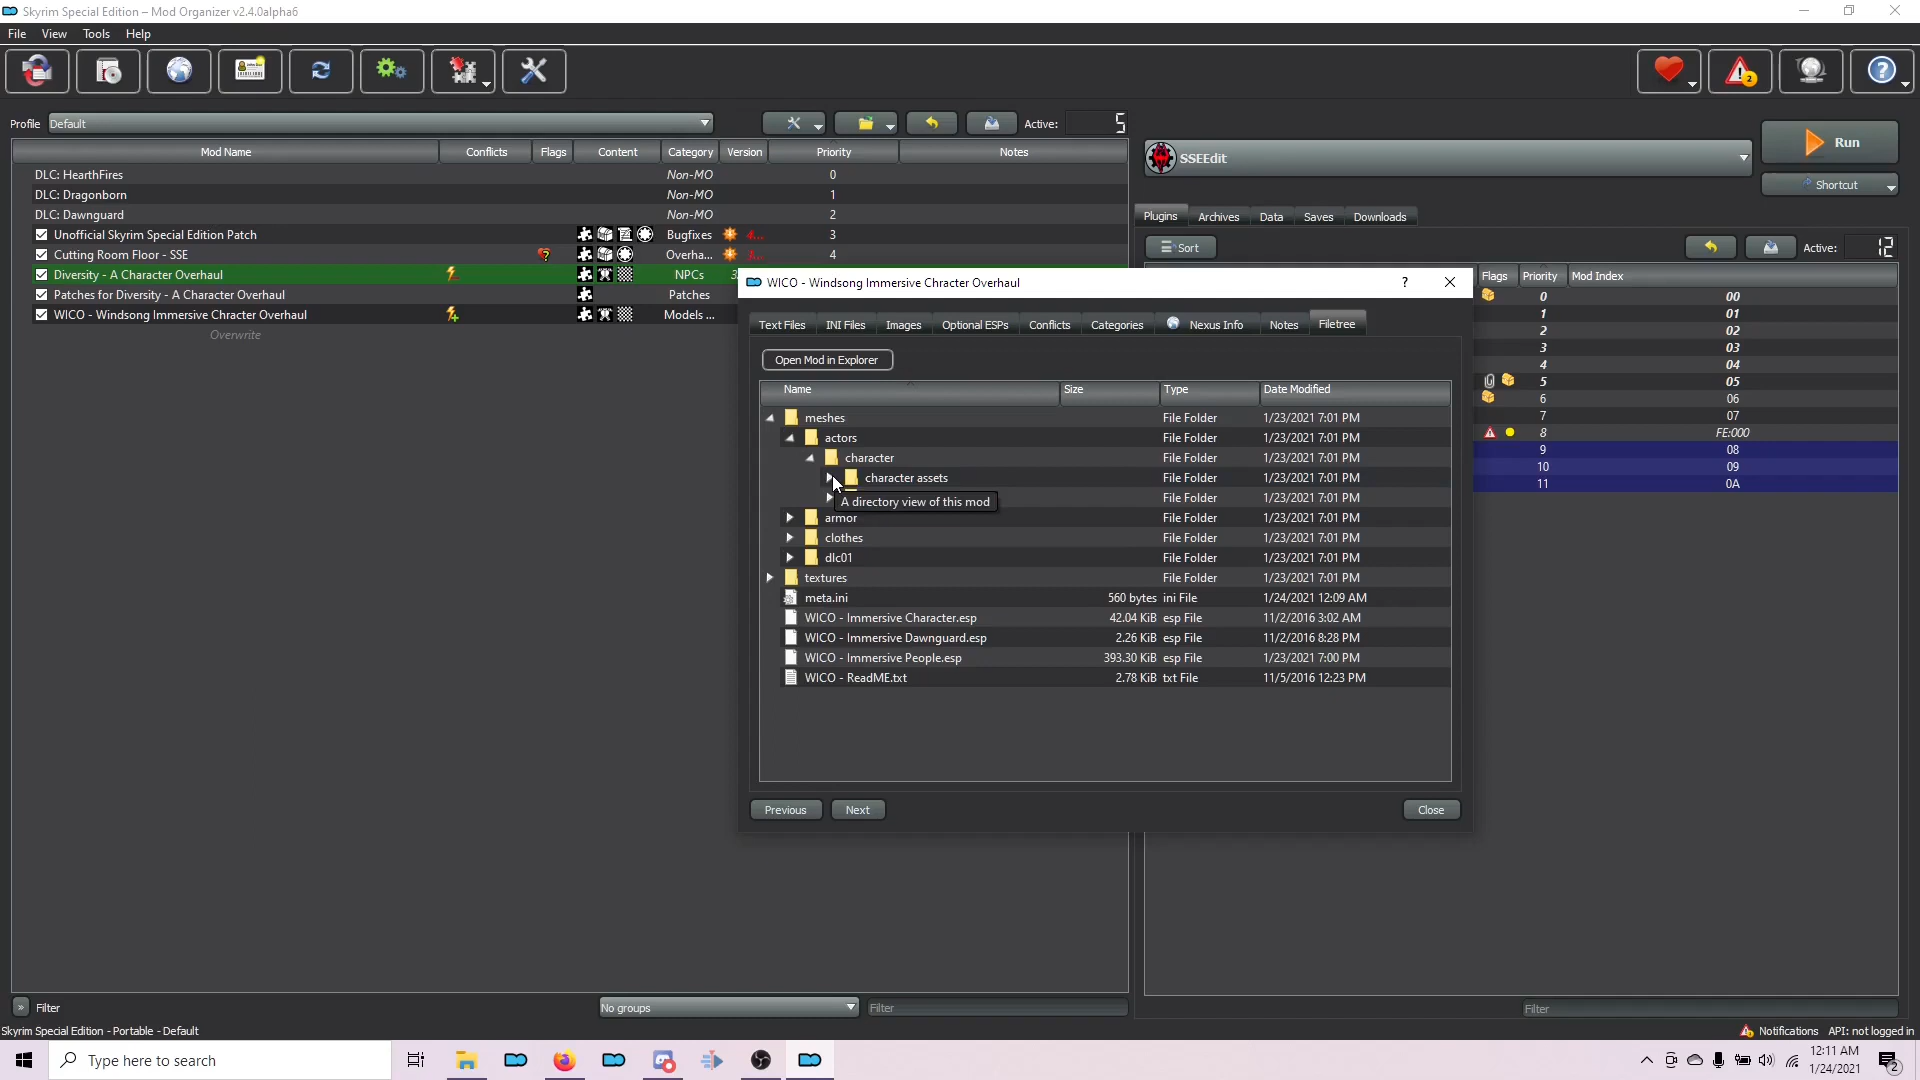 Skyrim Special Edition – Mod Organizer v2.4.0alpha6
File View Tools Help
Profile Default Active: 5
Mod Name Conflicts Flags Content Category Version Priority Notes
DLC: HearthFires Non-MO 0
DLC: Dragonborn Non-MO 1
DLC: Dawnguard Non-MO 2
Unofficial Skyrim Special Edition Patch Bugfixes 4... 3
Cutting Room Floor - SSE Overha... 4
Diversity - A Character Overhaul NPCs
Patches for Diversity - A Character Overhaul Patches
WICO - Windsong Immersive Chracter Overhaul Models ...
Overwrite
SSEEdit
Run
Shortcut
Plugins Archives Data Saves Downloads
Sort Active: 12
Flags Priority Mod Index
0 00
1 01
2 02
3 03
4 04
5 05
6 06
7 07
8 FE:000
9 08
10 09
11 0A
WICO - Windsong Immersive Chracter Overhaul ?
Text Files INI Files Images Optional ESPs Conflicts Categories Nexus Info Notes Filetree
Open Mod in Explorer
Name Size Type Date Modified
meshes File Folder 1/23/2021 7:01 PM
actors File Folder 1/23/2021 7:01 PM
character File Folder 1/23/2021 7:01 PM
character assets File Folder 1/23/2021 7:01 PM
File Folder 1/23/2021 7:01 PM
A directory view of this mod
armor File Folder 1/23/2021 7:01 PM
clothes File Folder 1/23/2021 7:01 PM
dlc01 File Folder 1/23/2021 7:01 PM
textures File Folder 1/23/2021 7:01 PM
meta.ini 560 bytes ini File 1/24/2021 12:09 AM
WICO - Immersive Character.esp 42.04 KiB esp File 11/2/2016 3:02 AM
WICO - Immersive Dawnguard.esp 2.26 KiB esp File 11/2/2016 8:28 PM
WICO - Immersive People.esp 393.30 KiB esp File 1/23/2021 7:00 PM
WICO - ReadME.txt 2.78 KiB txt File 11/5/2016 12:23 PM
Previous Next Close
» Filter No groups Filter Filter
Skyrim Special Edition - Portable - Default Notifications API: not logged in
Type here to search
12:11 AM
1/24/2021
2